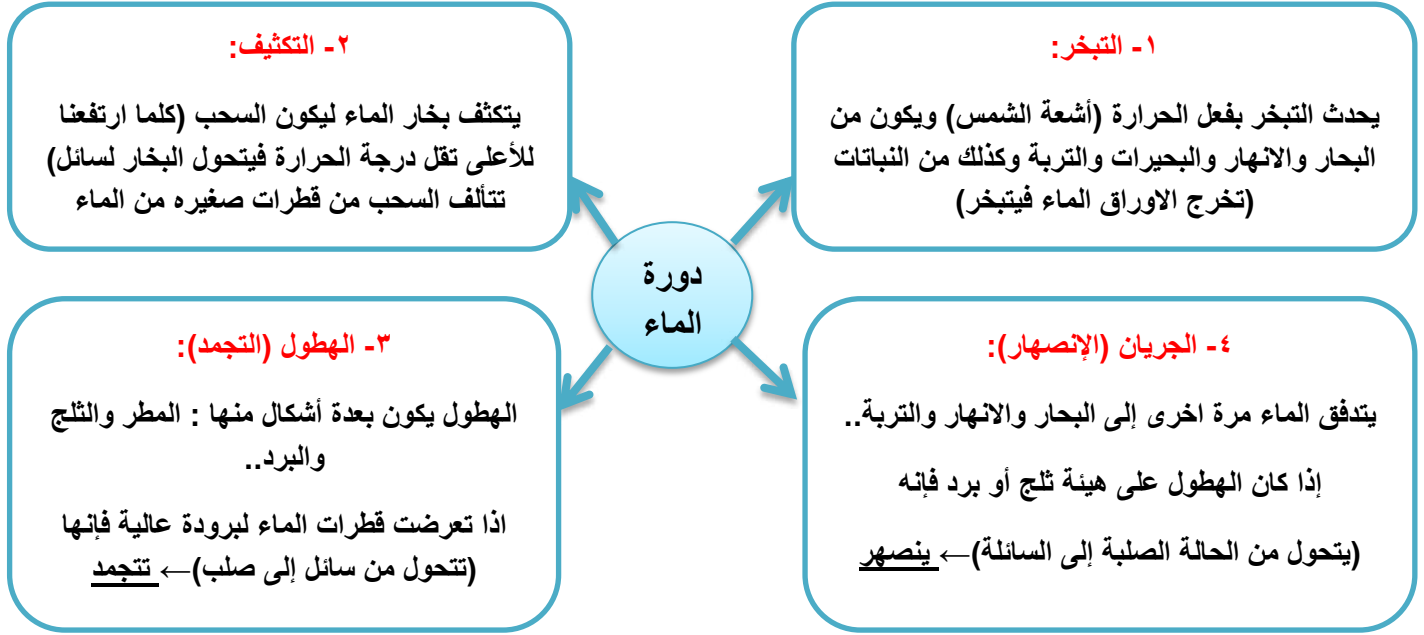 ١- التبخر:
يحدث التبخر بفعل الحرارة (أشعة الشمس) ويكون من
البحار والانهار والبحيرات والتربة وكذلك من النباتات
(تخرج الاوراق الماء فيتبخر)
٢- التكثيف:
يتكثف بخار الماء ليكون السحب (كلما ارتفعنا
للأعلى تقل درجة الحرارة فيتحول البخار لسائل)
تتألف السحب من قطرات صغيره من الماء
دورة
الماء
٣- الهطول (التجمد):
الهطول يكون بعدة أشكال منها : المطر والثلج
والبرد..
اذا تعرضت قطرات الماء لبرودة عالية فإنها
(تتحول من سائل إلى صلب)← تتجمد
٤- الجريان (الإنصهار):
يتدفق الماء مرة اخرى إلى البحار والانهار والتربة..
إذا كان الهطول على هيئة ثلج أو برد فإنه
(يتحول من الحالة الصلبة إلى السائلة)← ينصهر